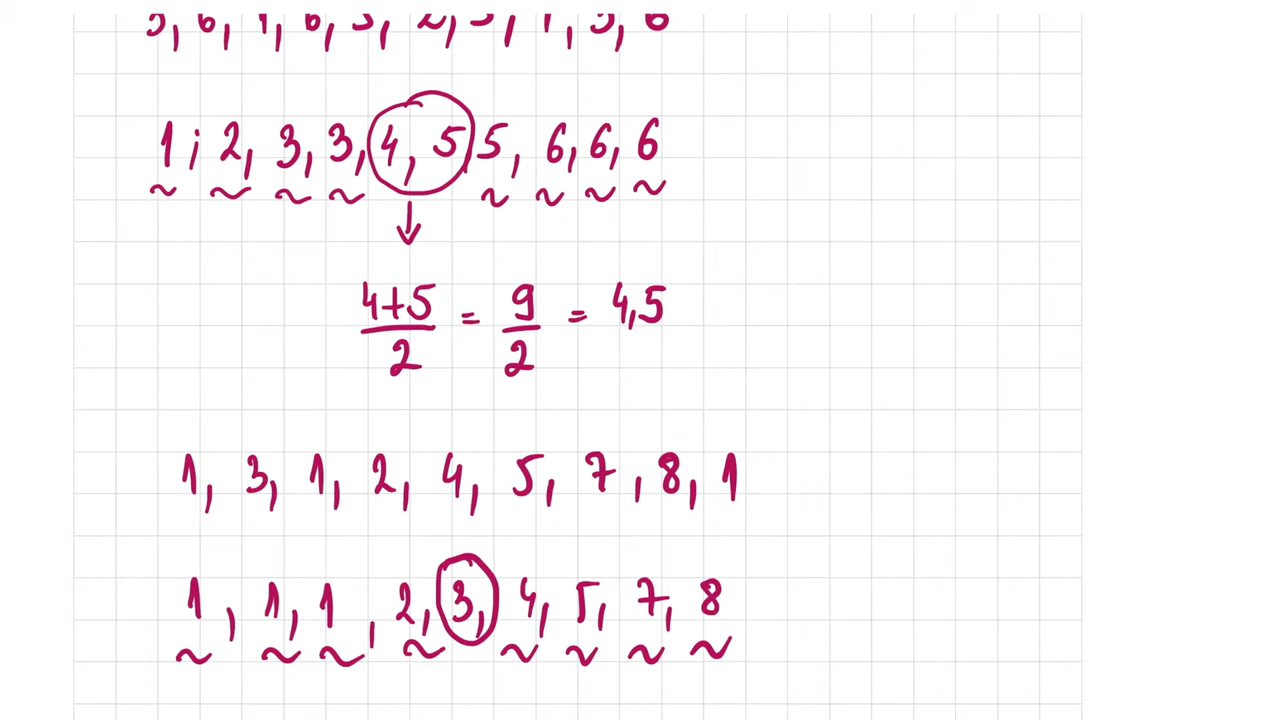 1; 2, 3, 3, 4, 5, 5, 6, 6, 6
4+5/2 = 9/2 = 4,5
1, 3, 1, 2, 4, 5, 7, 8, 1
1, 1, 1, 2, 3, 4, 5, 7, 8